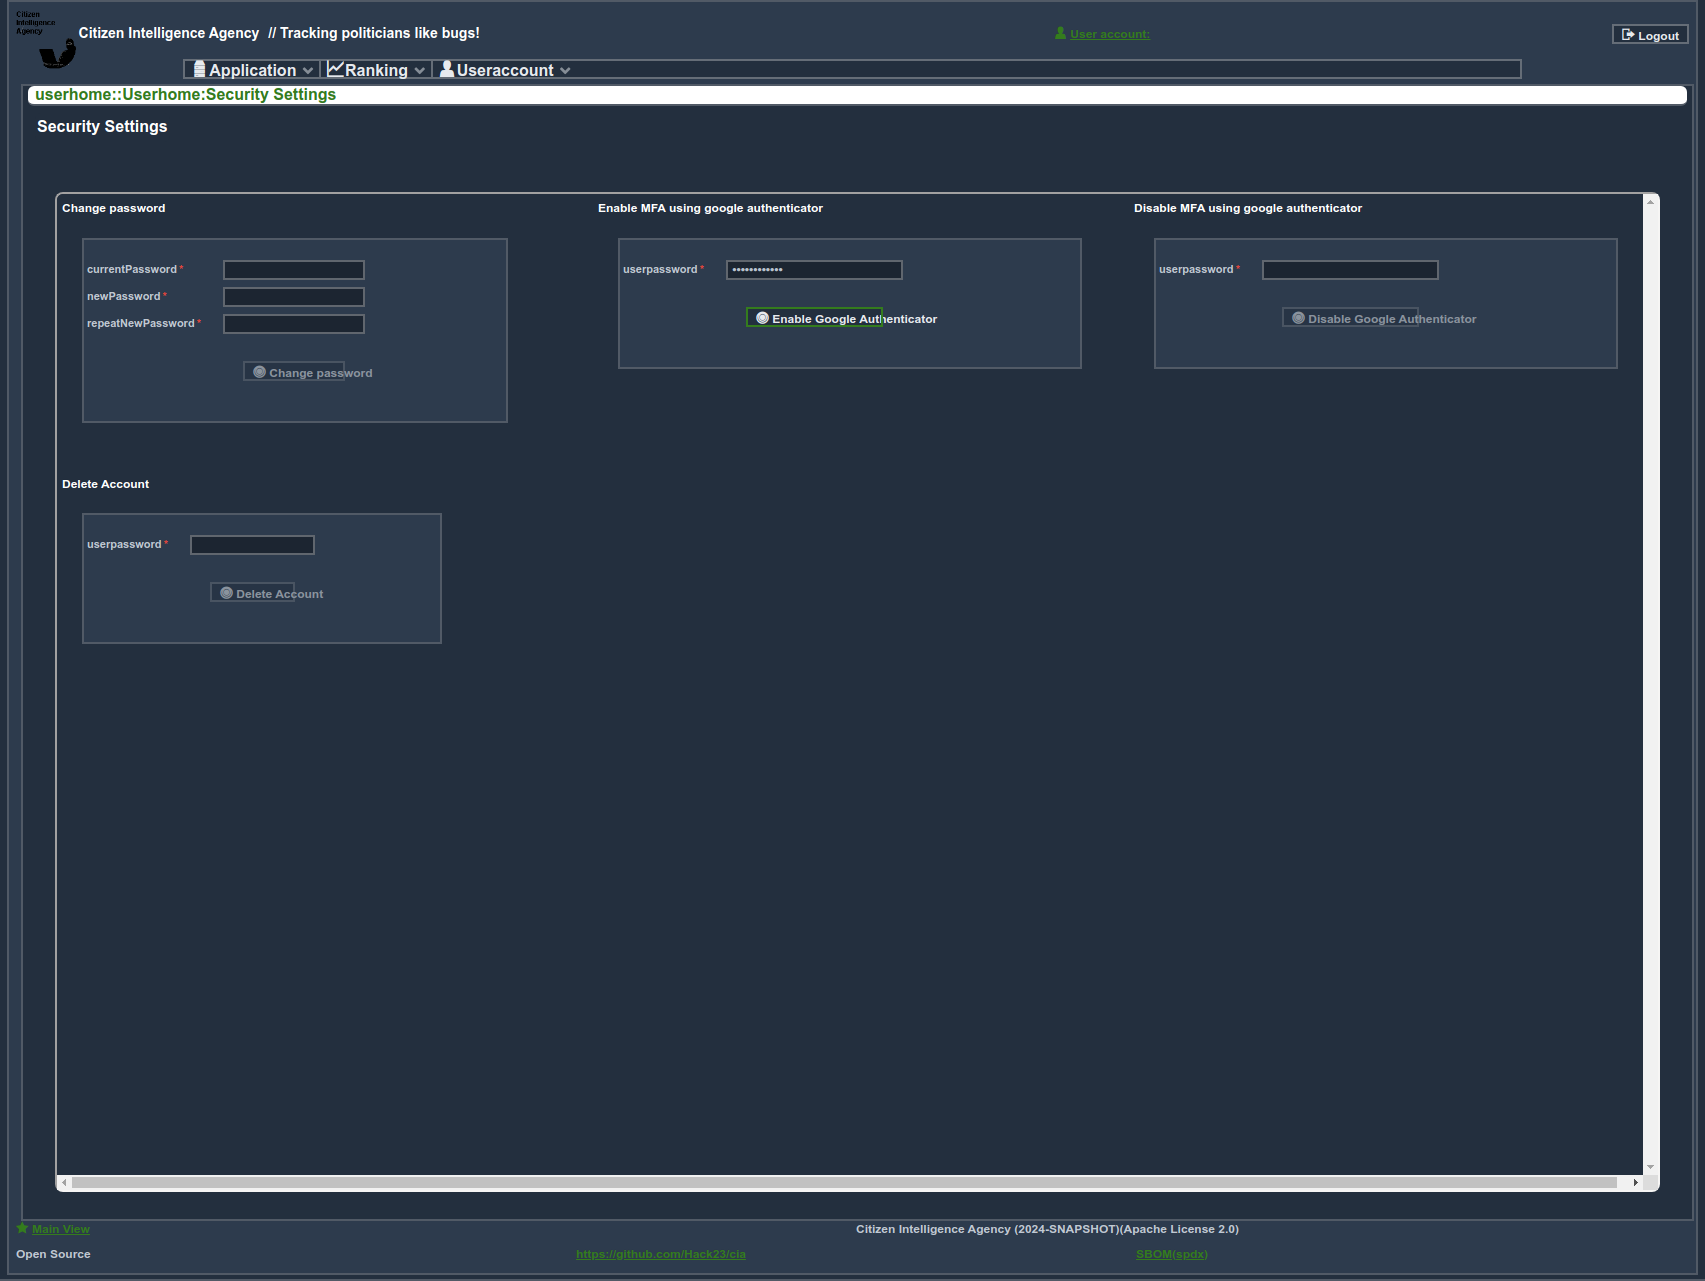 Citizen
Intelligence
Agency
Citizen Intelligence Agency // Tracking politicians like bugs!
User account:
Logout
Application
Ranking
Useraccount
userhome::Userhome:Security Settings
Security Settings
Change password
currentPassword *
newPassword *
repeatNewPassword *
Change password
Enable MFA using google authenticator
userpassword * ••••••••••••
Enable Google Authenticator
Disable MFA using google authenticator
userpassword *
Disable Google Authenticator
Delete Account
userpassword *
Delete Account
Main View
Citizen Intelligence Agency (2024-SNAPSHOT)(Apache License 2.0)
Open Source
https://github.com/Hack23/cia
SBOM(spdx)